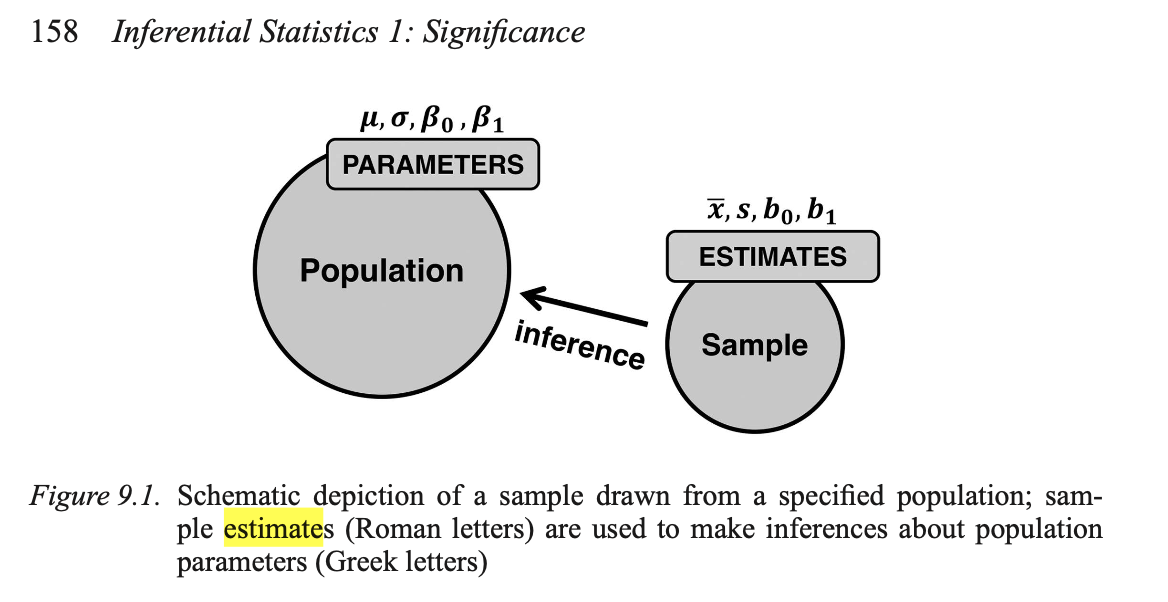 158 Inferential Statistics 1: Significance
μ, σ, β₀, β₁
PARAMETERS
x̄, s, b₀, b₁
ESTIMATES
Population
inference
Sample
Figure 9.1. Schematic depiction of a sample drawn from a specified population; sam-
ple estimates (Roman letters) are used to make inferences about population
parameters (Greek letters)